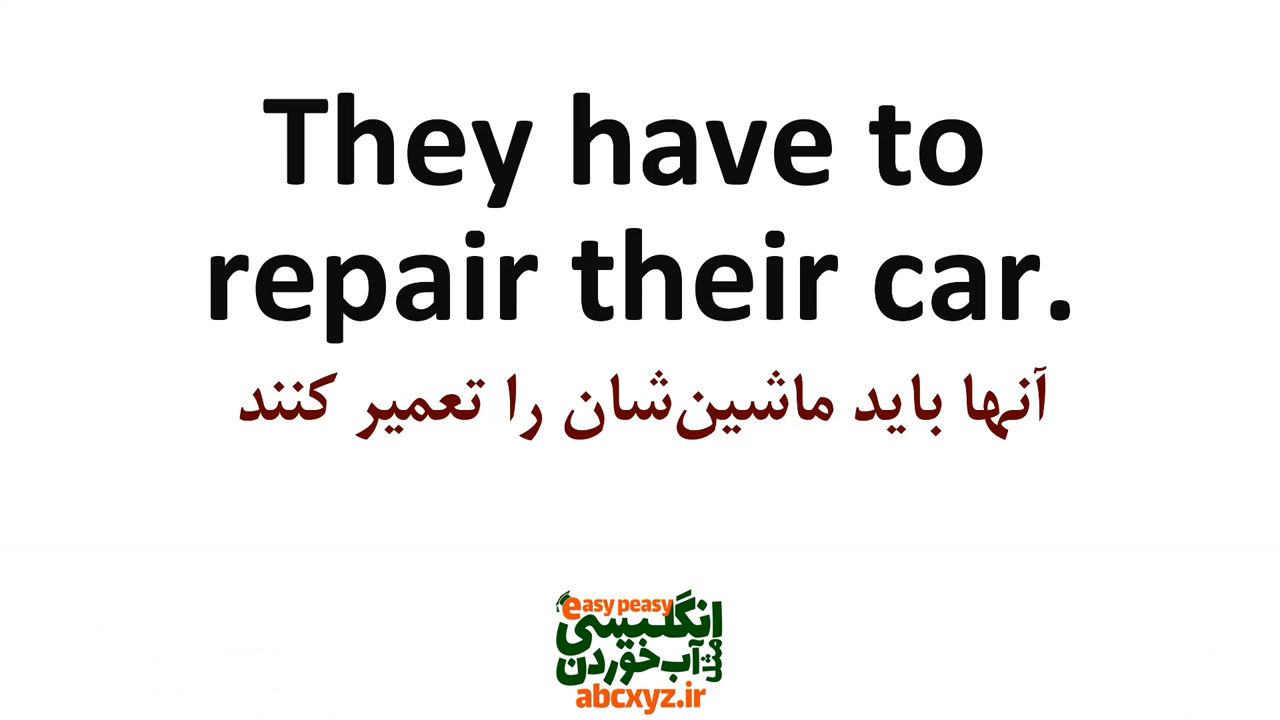 They have to
repair their car.
آنها باید ماشین‌شان را تعمیر کنند
easy peasy
انگلیسی
مثل آب خوردن
abcxyz.ir